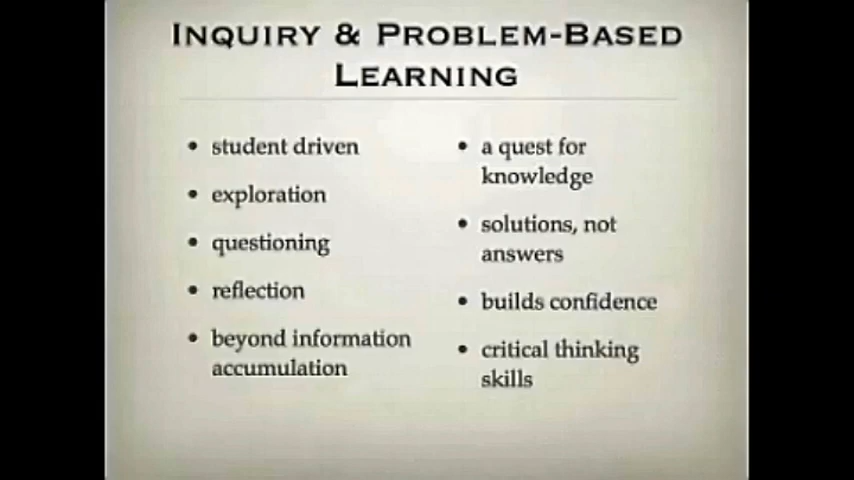 INQUIRY & PROBLEM-BASED
LEARNING
• student driven
• exploration
• questioning
• reflection
• beyond information
accumulation
• a quest for
knowledge
• solutions, not
answers
• builds confidence
• critical thinking
skills